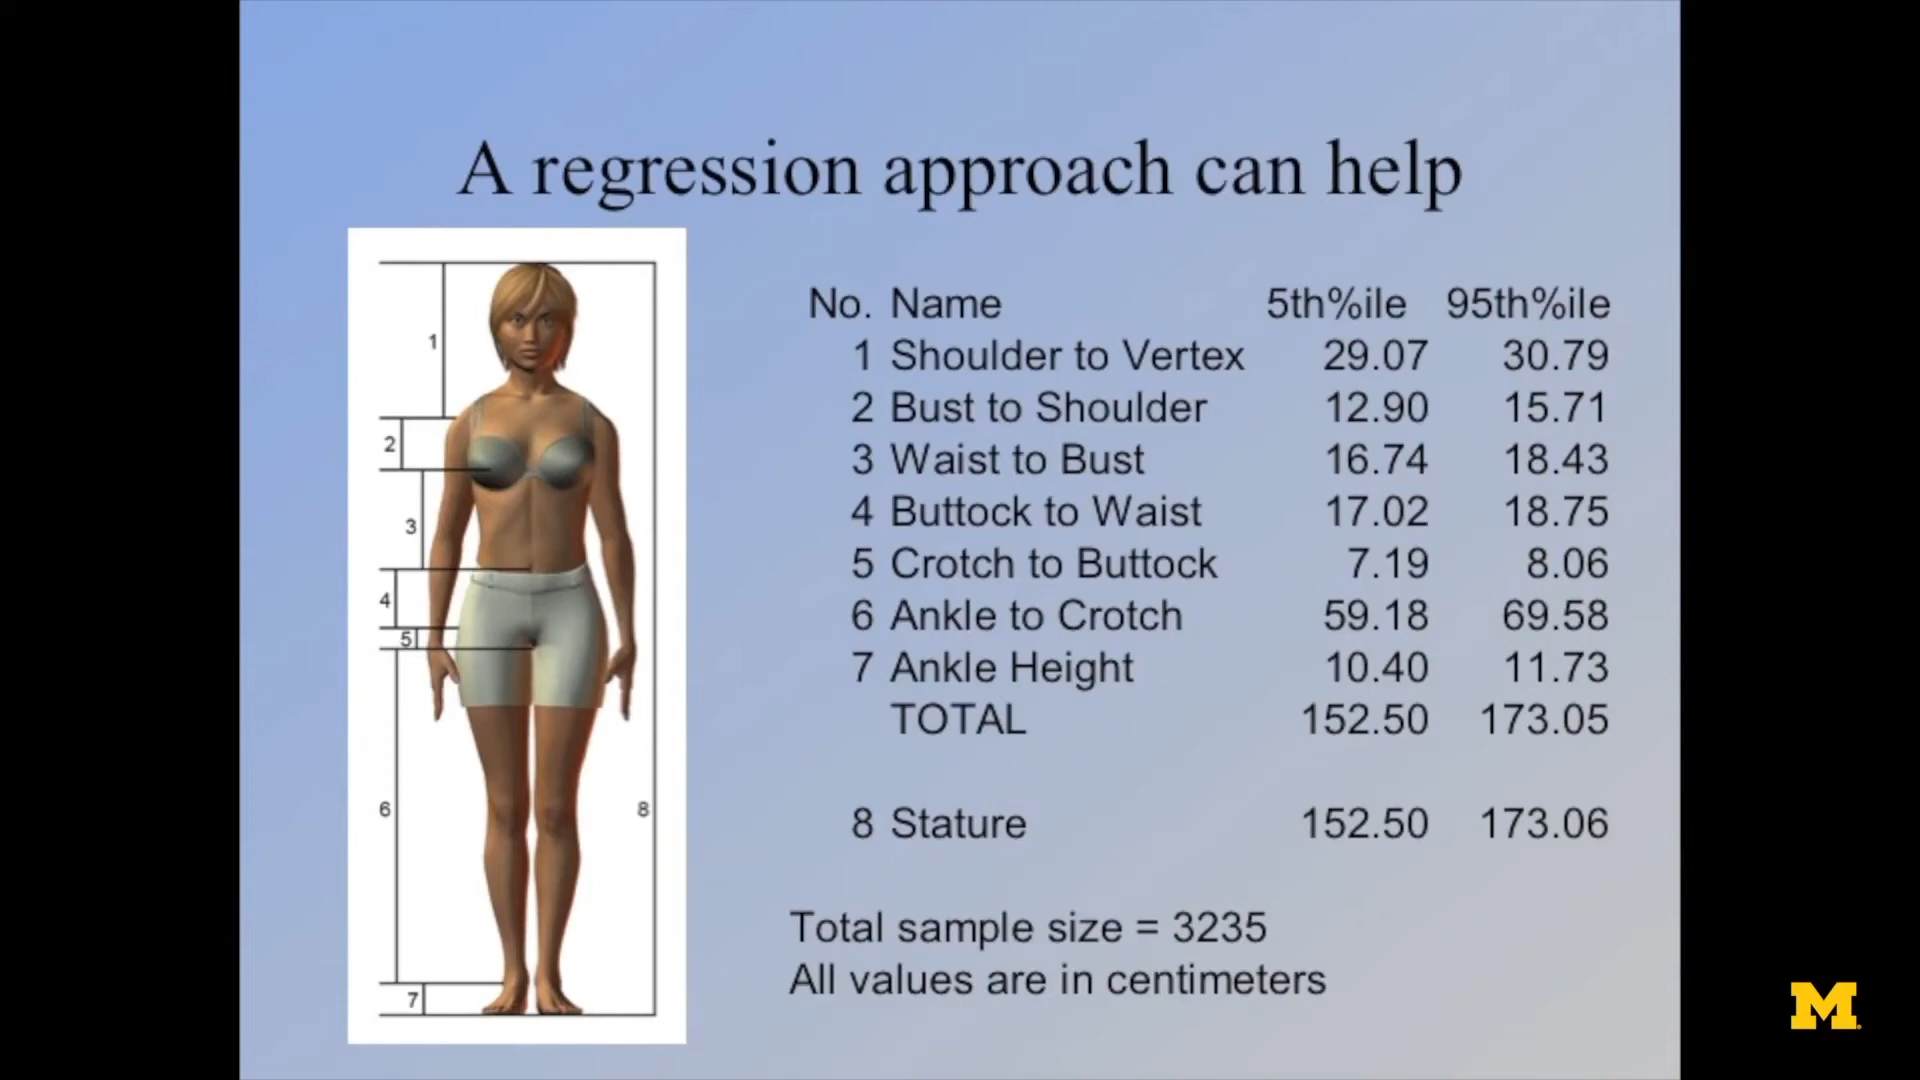 A regression approach can help
No. Name 5th%ile 95th%ile
1 Shoulder to Vertex 29.07 30.79
2 Bust to Shoulder 12.90 15.71
3 Waist to Bust 16.74 18.43
4 Buttock to Waist 17.02 18.75
5 Crotch to Buttock 7.19 8.06
6 Ankle to Crotch 59.18 69.58
7 Ankle Height 10.40 11.73
TOTAL 152.50 173.05
8 Stature 152.50 173.06
Total sample size = 3235
All values are in centimeters
1
2
3
4
5
6
8
7
M